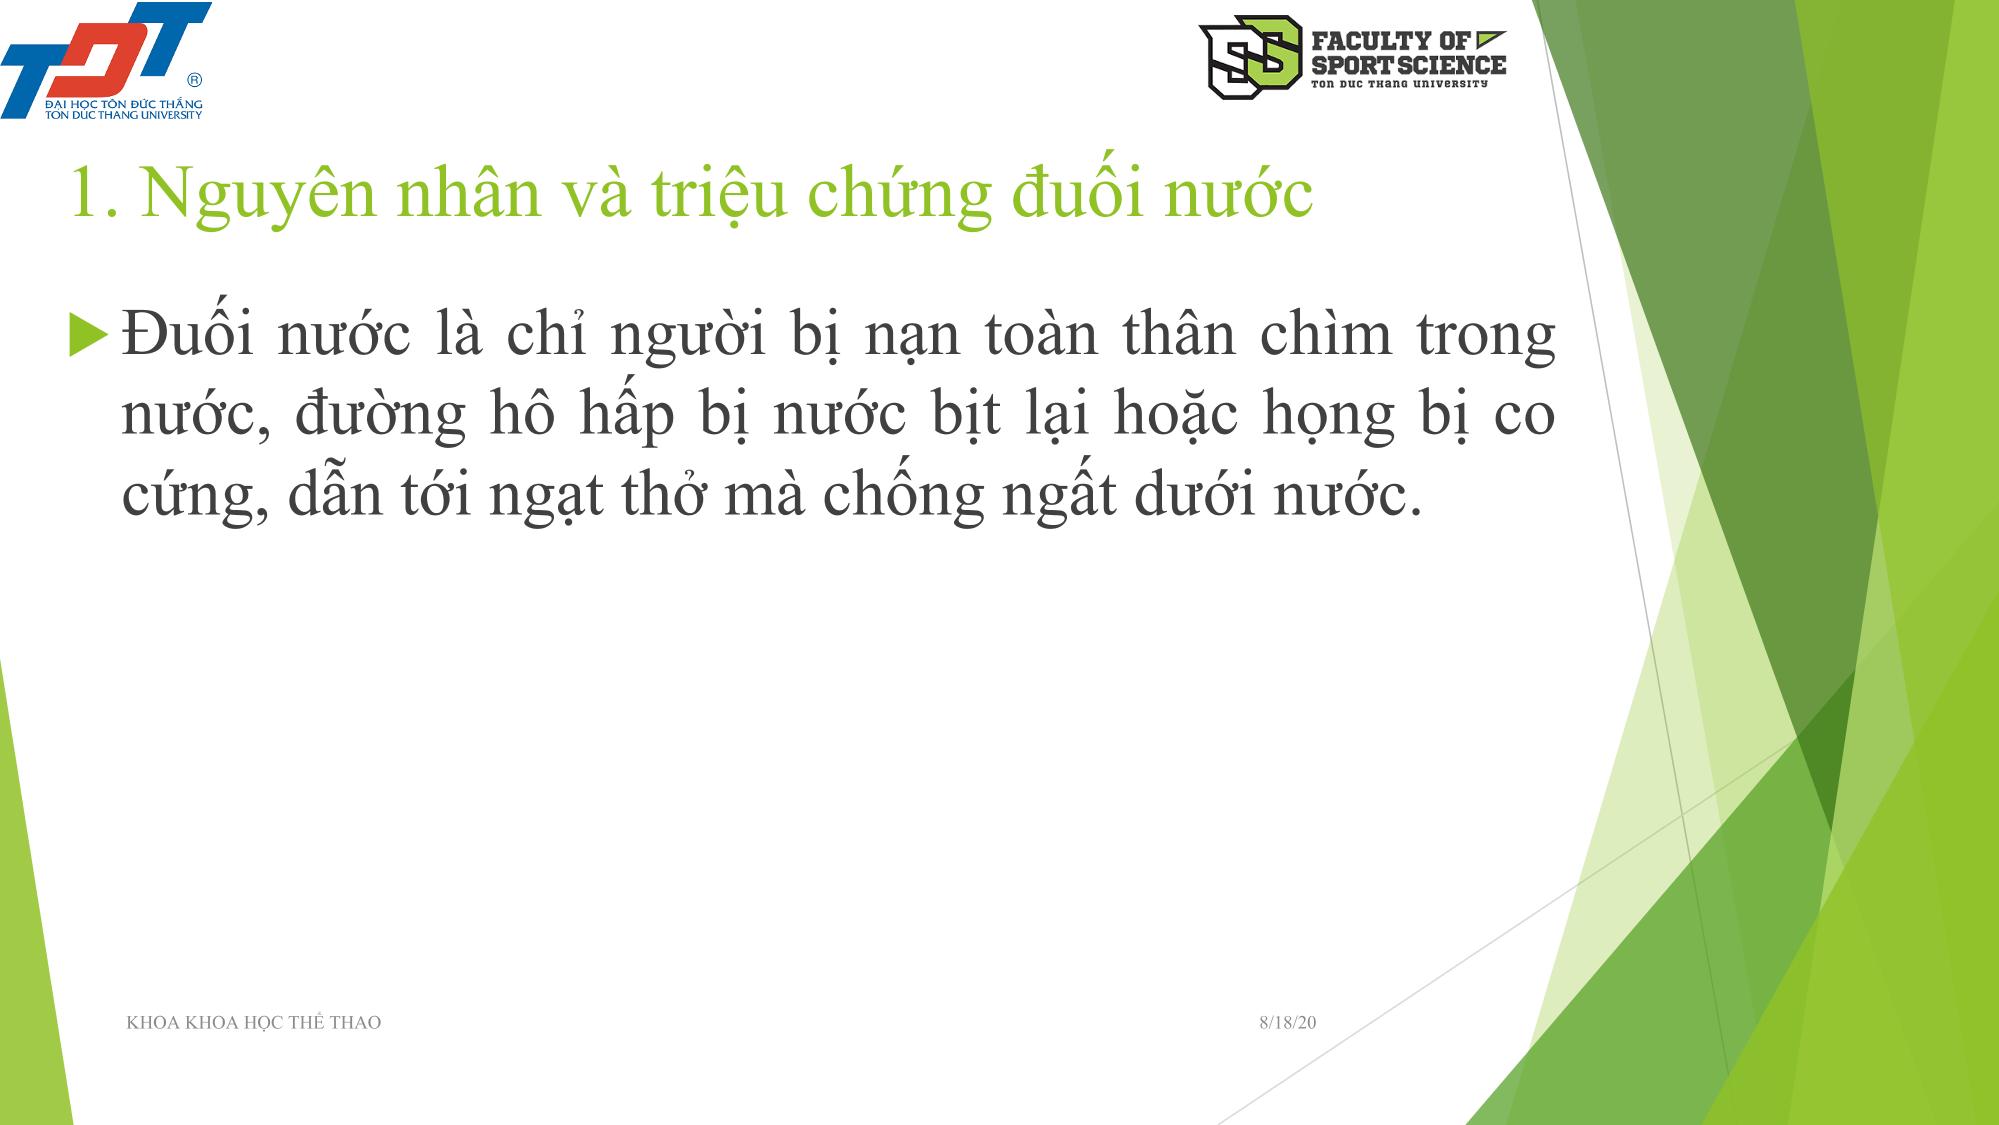 TDT
®
ĐẠI HỌC TÔN ĐỨC THẮNG
TON DUC THANG UNIVERSITY
SS
FACULTY OF
SPORT SCIENCE
TON DUC THANG UNIVERSITY
1. Nguyên nhân và triệu chứng đuối nước
Đuối nước là chỉ người bị nạn toàn thân chìm trong
nước, đường hô hấp bị nước bịt lại hoặc họng bị co
cứng, dẫn tới ngạt thở mà chống ngất dưới nước.
KHOA KHOA HỌC THỂ THAO
8/18/20